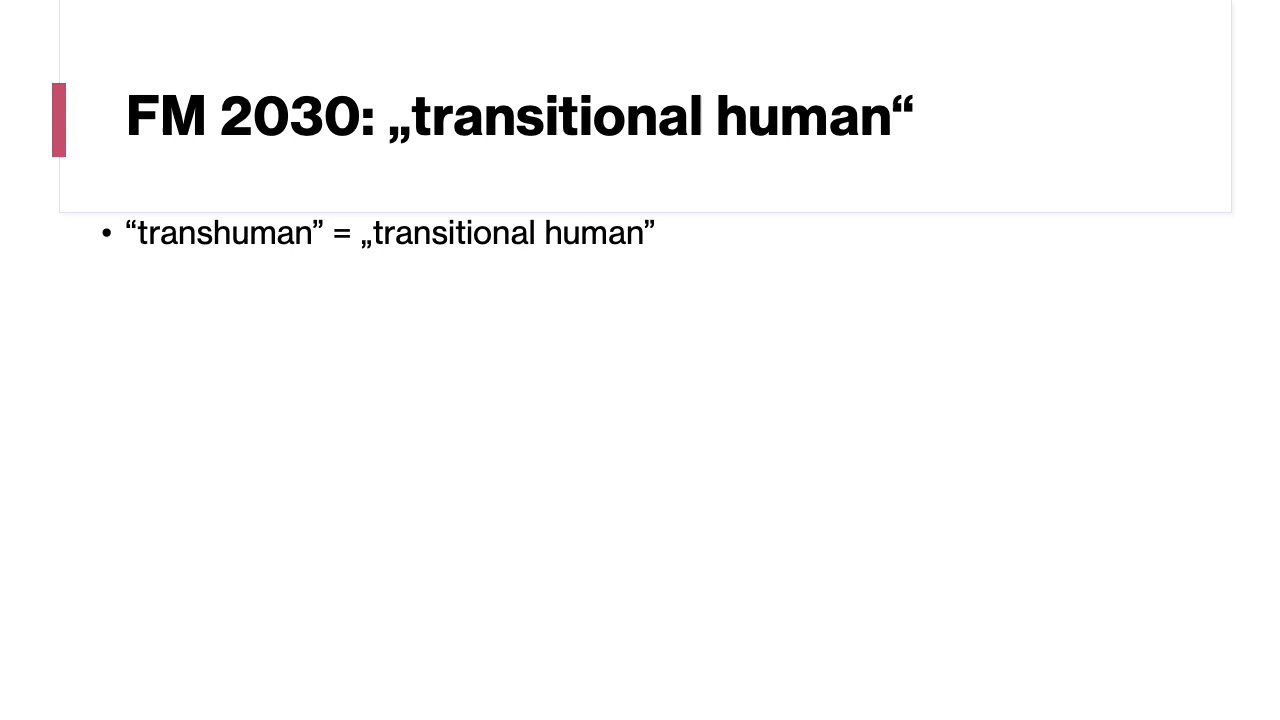 FM 2030: „transitional human“
• “transhuman” = „transitional human”